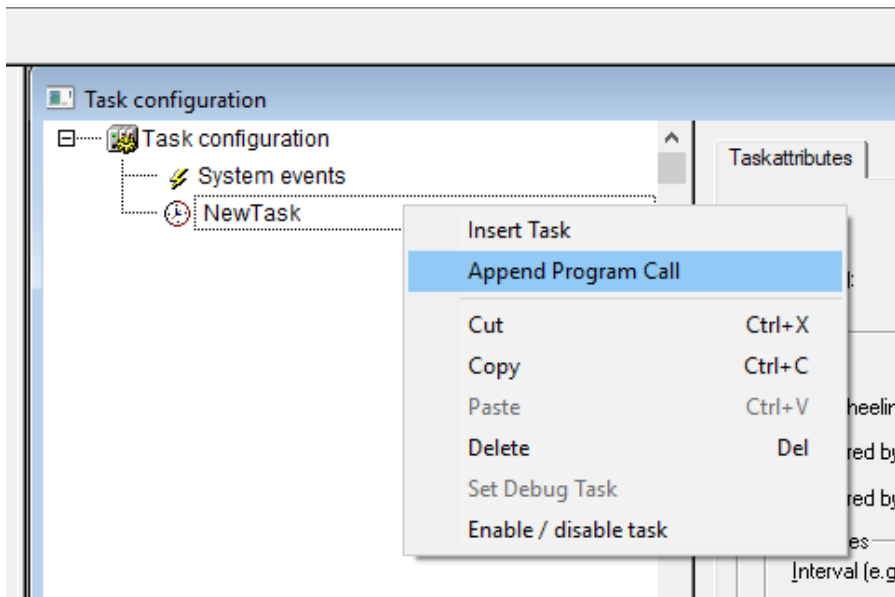 Task configuration
Task configuration
System events
NewTask
Taskattributes
Insert Task
Append Program Call
Cut Ctrl+X
Copy Ctrl+C
Paste Ctrl+V
Delete Del
Set Debug Task
Enable / disable task
Interval (e.g